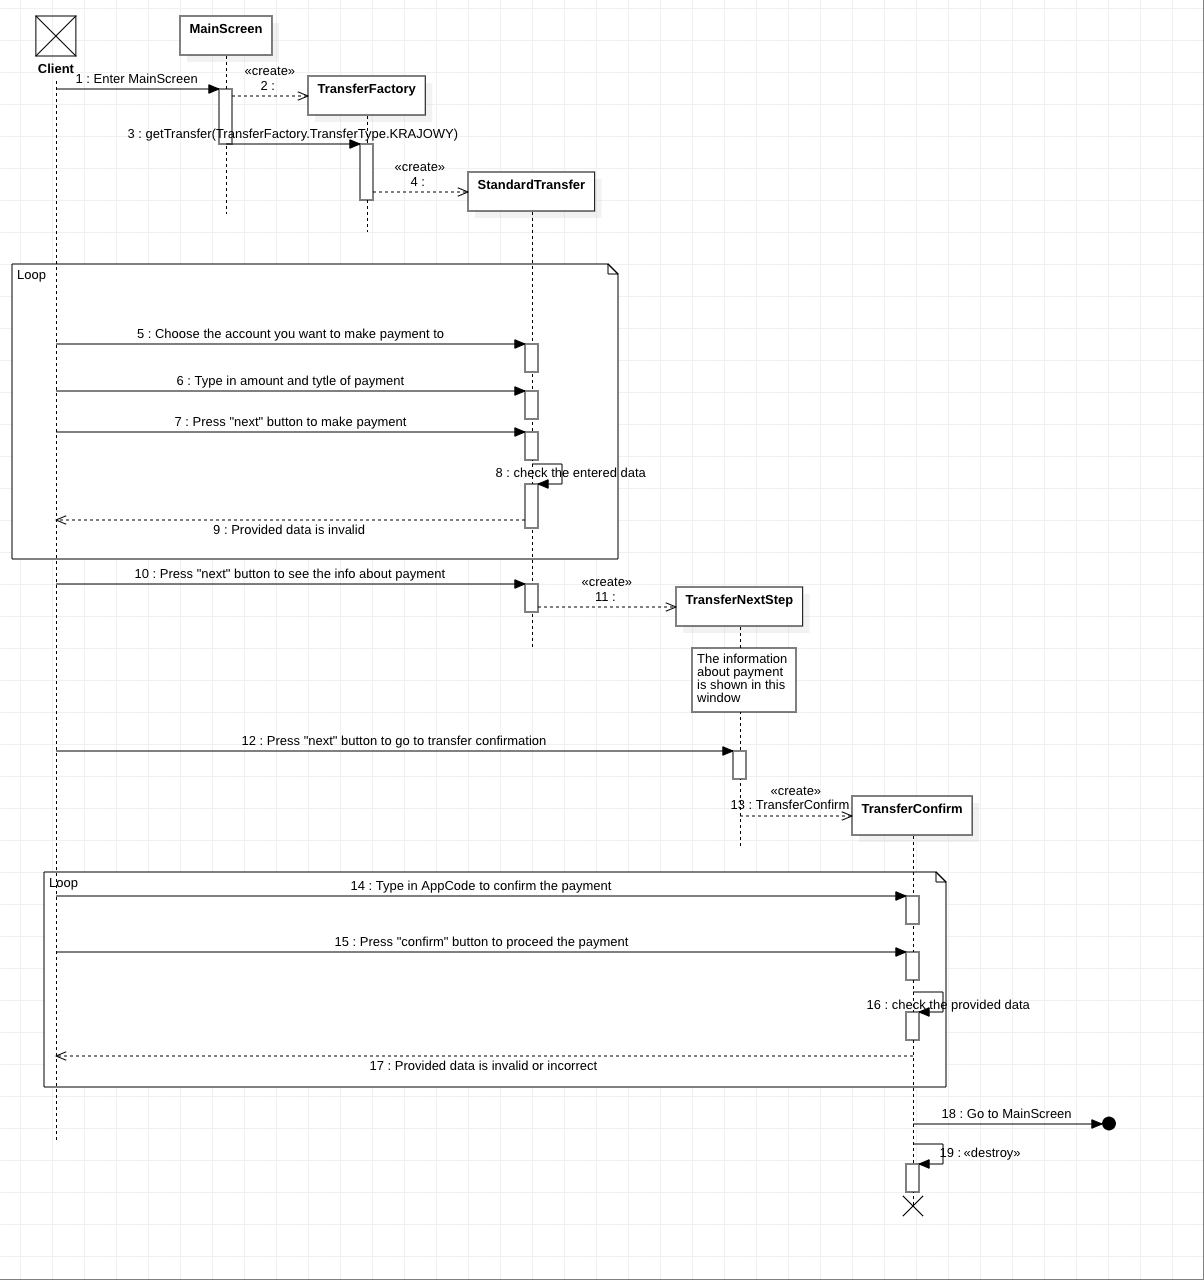 MainScreen
Client
1 : Enter MainScreen
«create»
2 :
TransferFactory
3 : getTransfer(TransferFactory.TransferType.KRAJOWY)
«create»
4 :
StandardTransfer
Loop
5 : Choose the account you want to make payment to
6 : Type in amount and tytle of payment
7 : Press "next" button to make payment
8 : check the entered data
9 : Provided data is invalid
10 : Press "next" button to see the info about payment
«create»
11 :
TransferNextStep
The information
about payment
is shown in this
window
12 : Press "next" button to go to transfer confirmation
«create»
13 : TransferConfirm
TransferConfirm
Loop
14 : Type in AppCode to confirm the payment
15 : Press "confirm" button to proceed the payment
16 : check the provided data
17 : Provided data is invalid or incorrect
18 : Go to MainScreen
19 : «destroy»